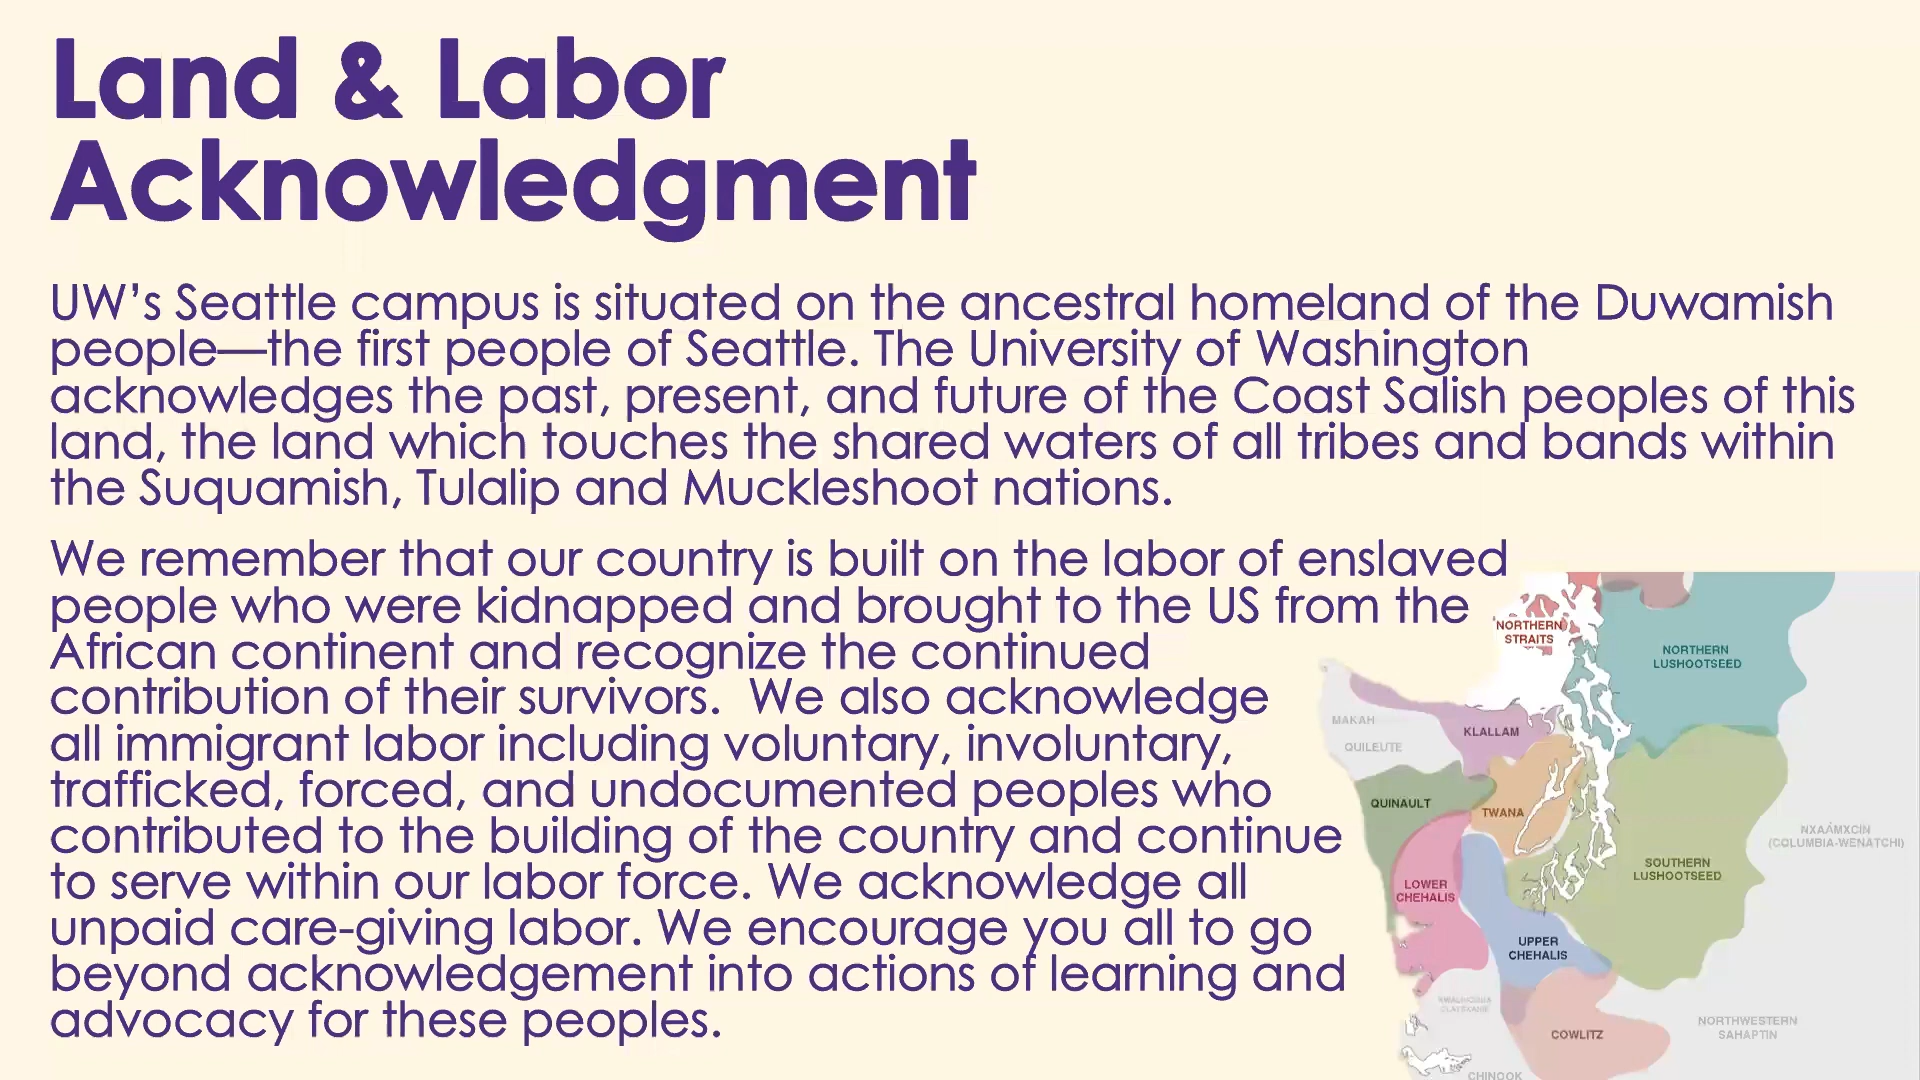 Land & Labor
Acknowledgment
UW’s Seattle campus is situated on the ancestral homeland of the Duwamish
people—the first people of Seattle. The University of Washington
acknowledges the past, present, and future of the Coast Salish peoples of this
land, the land which touches the shared waters of all tribes and bands within
the Suquamish, Tulalip and Muckleshoot nations.
We remember that our country is built on the labor of enslaved
people who were kidnapped and brought to the US from the
African continent and recognize the continued
contribution of their survivors.  We also acknowledge
all immigrant labor including voluntary, involuntary,
trafficked, forced, and undocumented peoples who
contributed to the building of the country and continue
to serve within our labor force. We acknowledge all
unpaid care-giving labor. We encourage you all to go
beyond acknowledgement into actions of learning and
advocacy for these peoples.
NORTHERN
STRAITS
NORTHERN
LUSHOOTSEED
MAKAH
KLALLAM
QUILEUTE
QUINAULT
TWANA
NXAÁMXCÍN
(COLUMBIA-WENATCHI)
SOUTHERN
LUSHOOTSEED
LOWER
CHEHALIS
UPPER
CHEHALIS
NORTHWESTERN
SAHAPTIN
COWLITZ
CHINOOK